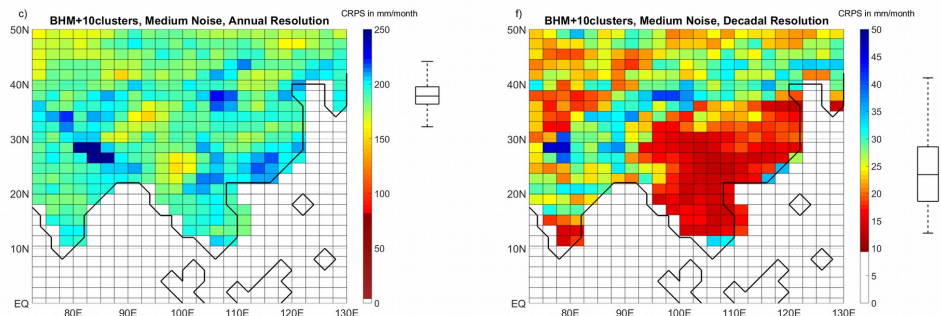 c)
BHM+10clusters, Medium Noise, Annual Resolution
CRPS in mm/month
50N
40N
30N
20N
10N
EQ
80E
90E
100E
110E
120E
130E
250
200
150
100
50
0
f)
BHM+10clusters, Medium Noise, Decadal Resolution
CRPS in mm/month
50N
40N
30N
20N
10N
EQ
80E
90E
100E
110E
120E
130E
50
45
40
35
30
25
20
15
10
5
0